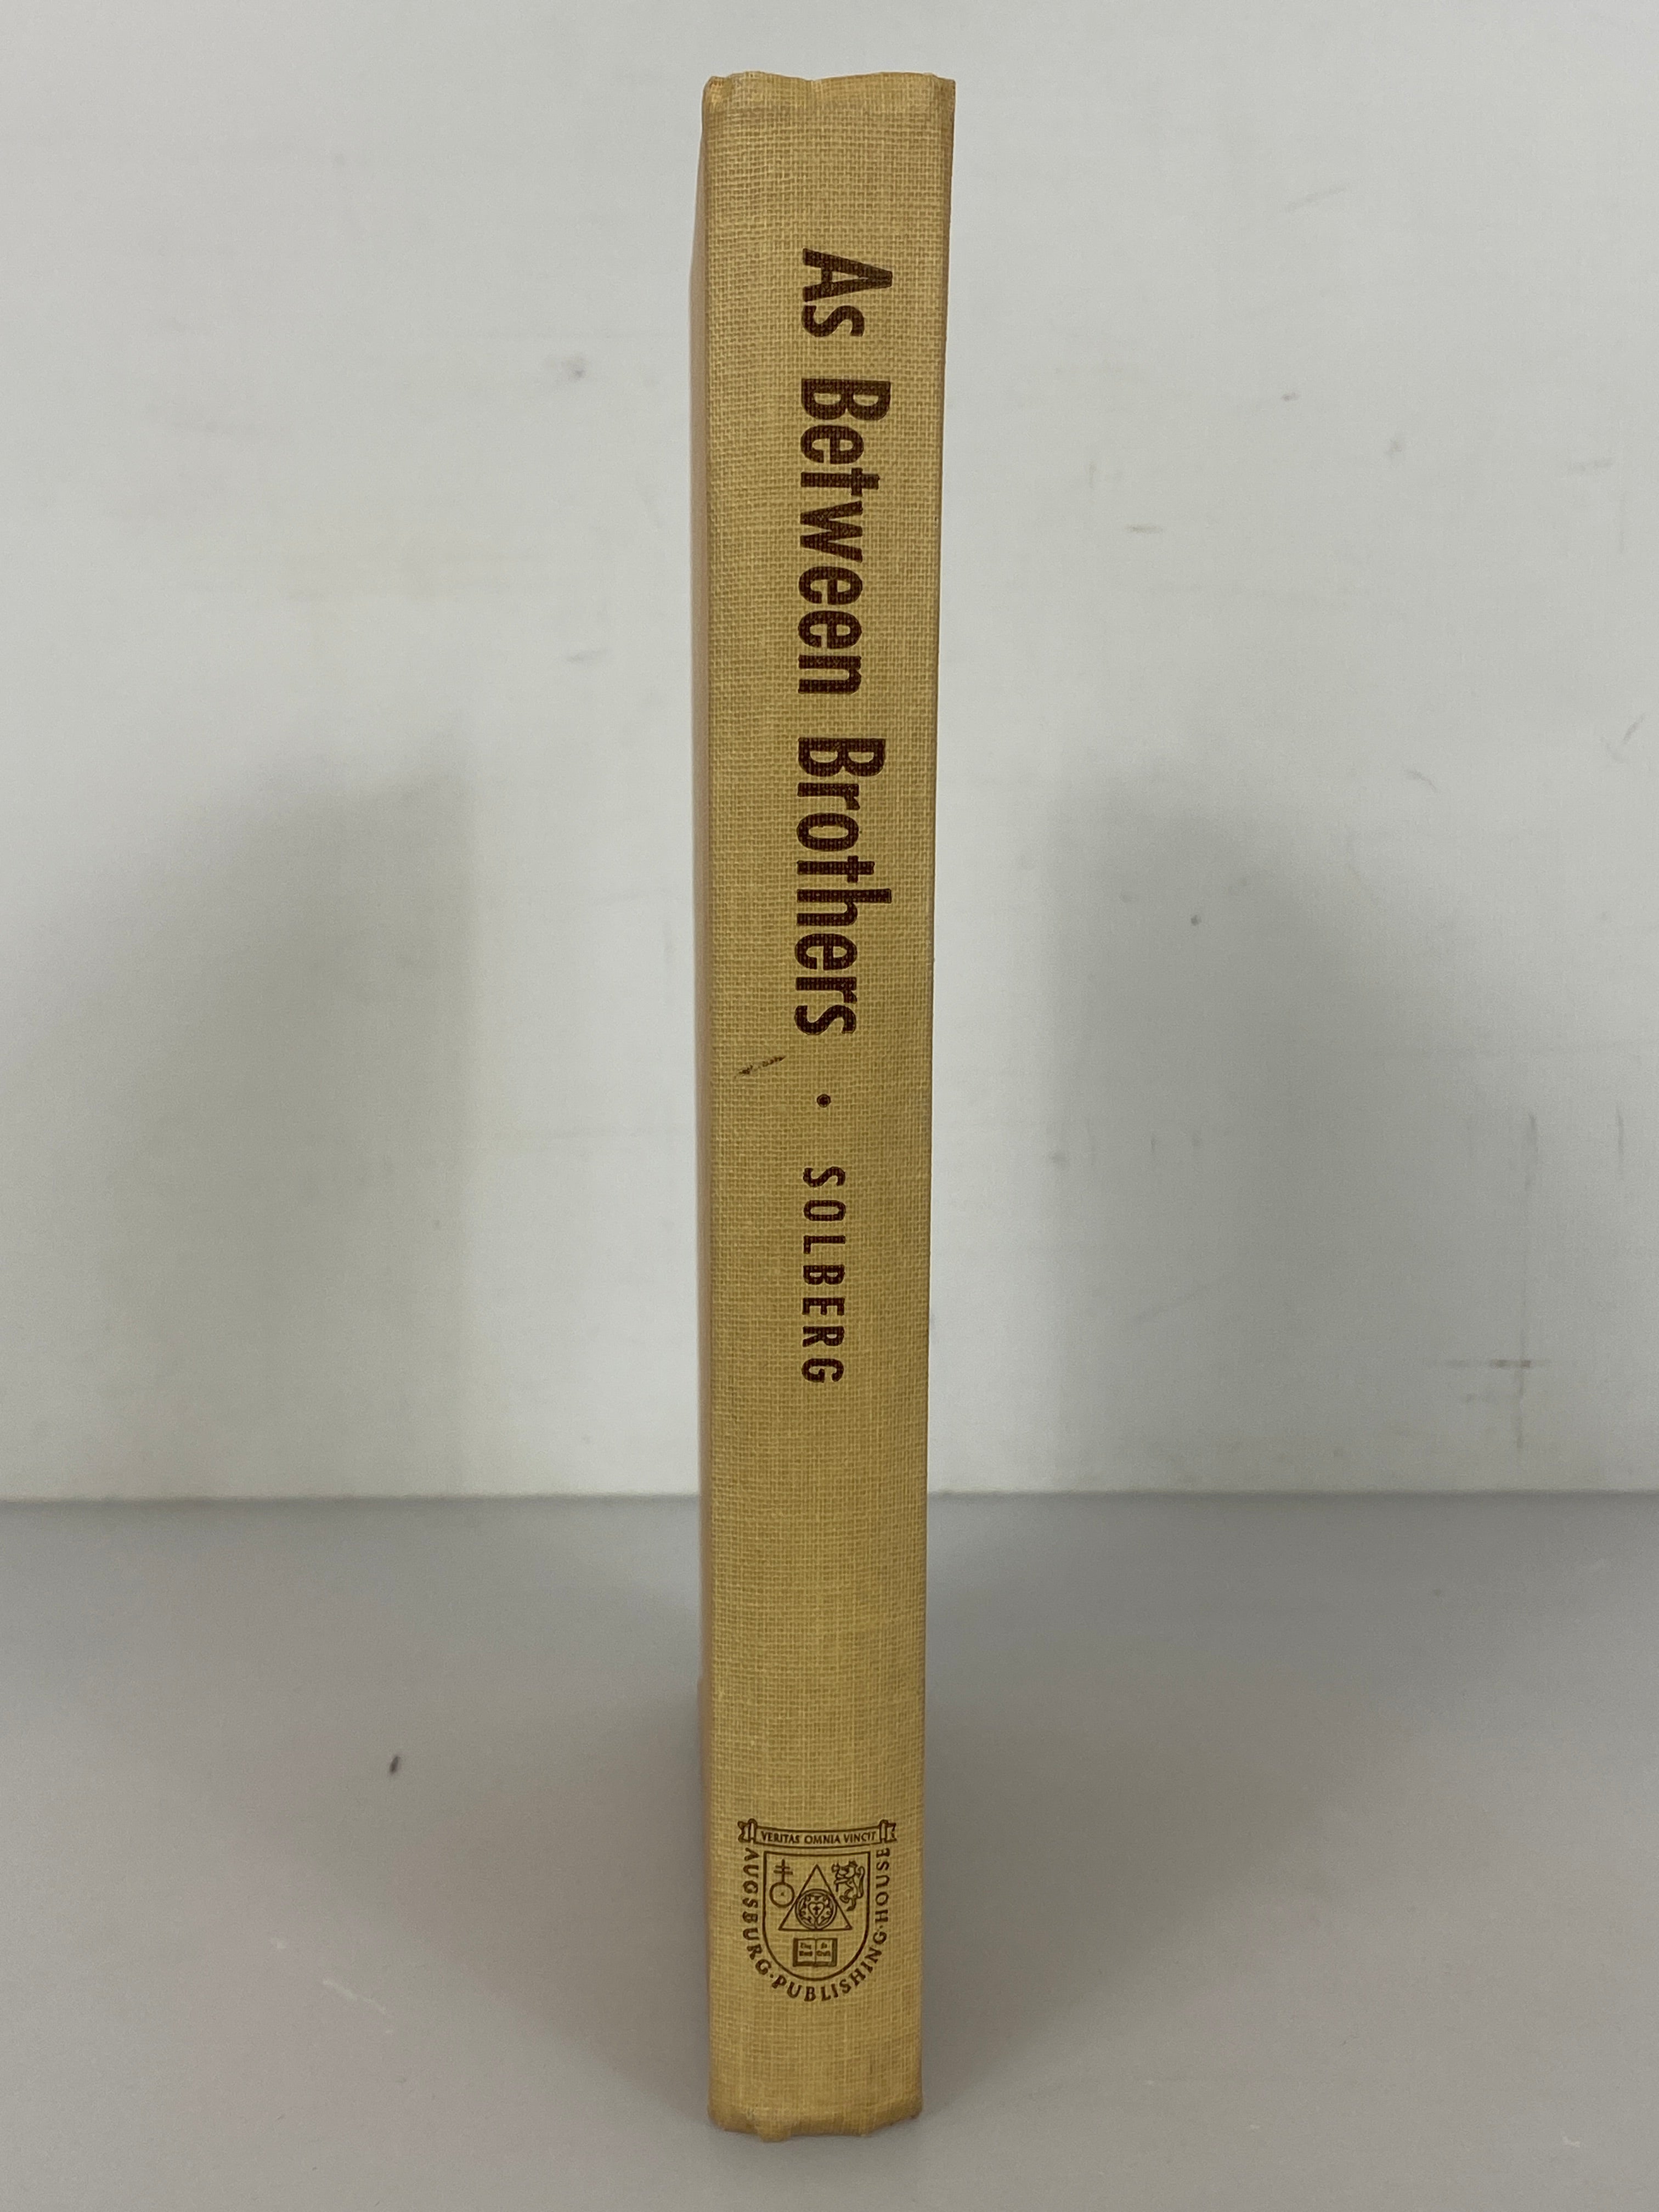 As Between Brothers • SOLBERG
VERITAS OMNIA VINCIT
AUGSBURG • PUBLISHING • HOUSE